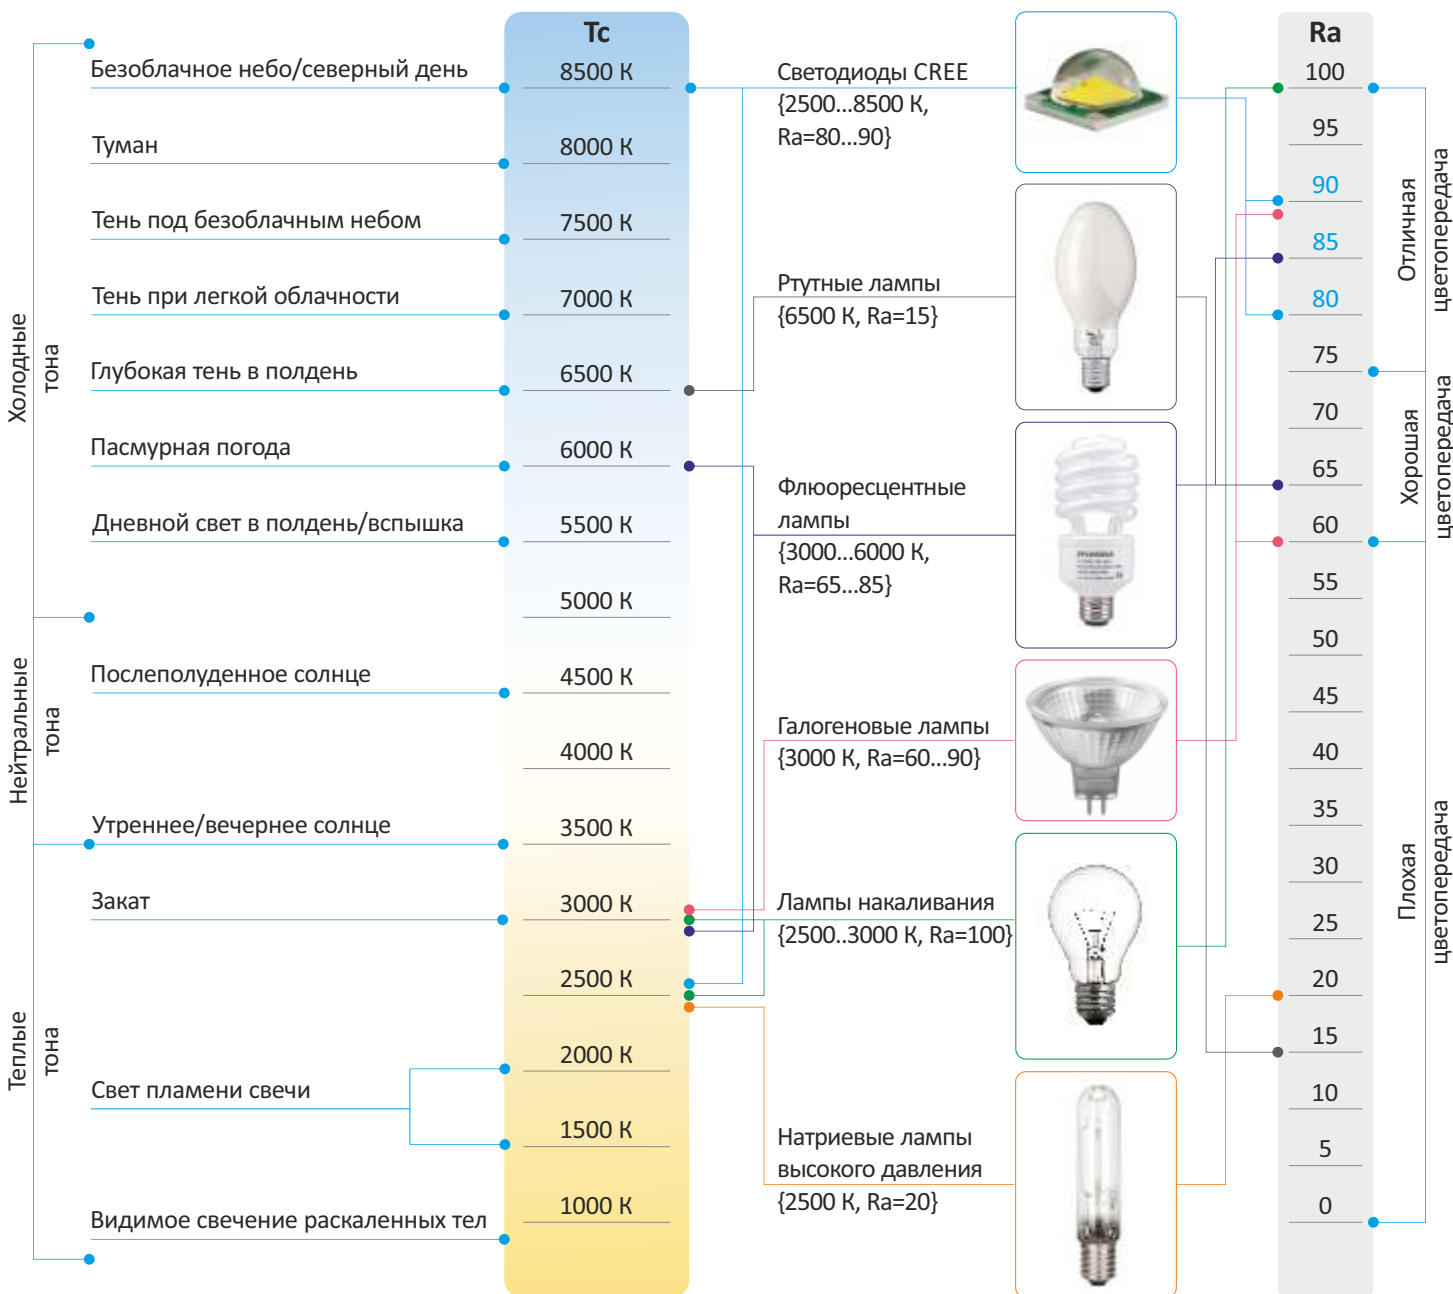 Холодные
тона
Нейтральные
тона
Теплые
тона
Безоблачное небо/северный день
Туман
Тень под безоблачным небом
Тень при легкой облачности
Глубокая тень в полдень
Пасмурная погода
Дневной свет в полдень/вспышка
Послеполуденное солнце
Утреннее/вечернее солнце
Закат
Свет пламени свечи
Видимое свечение раскаленных тел
Tc
8500 К
8000 К
7500 К
7000 К
6500 К
6000 К
5500 К
5000 К
4500 К
4000 К
3500 К
3000 К
2500 К
2000 К
1500 К
1000 К
Светодиоды CREE
{2500...8500 К,
Ra=80...90}
Ртутные лампы
{6500 К, Ra=15}
Флюоресцентные
лампы
{3000...6000 К,
Ra=65...85}
Галогеновые лампы
{3000 К, Ra=60...90}
Лампы накаливания
{2500..3000 К, Ra=100}
Натриевые лампы
высокого давления
{2500 К, Ra=20}
Ra
100
95
90
85
80
75
70
65
60
55
50
45
40
35
30
25
20
15
10
5
0
Отличная
цветопередача
Хорошая
цветопередача
Плохая
цветопередача